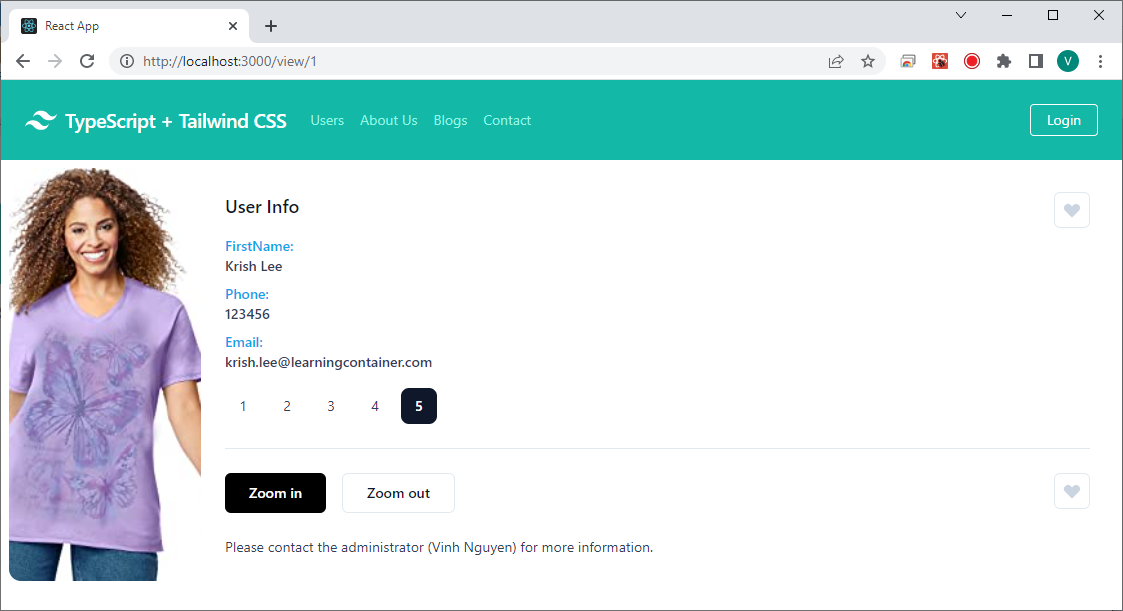 React App
http://localhost:3000/view/1
V
TypeScript + Tailwind CSS Users About Us Blogs Contact Login
User Info
FirstName:
Krish Lee
Phone:
123456
Email:
krish.lee@learningcontainer.com
1 2 3 4 5
Zoom in Zoom out
Please contact the administrator (Vinh Nguyen) for more information.